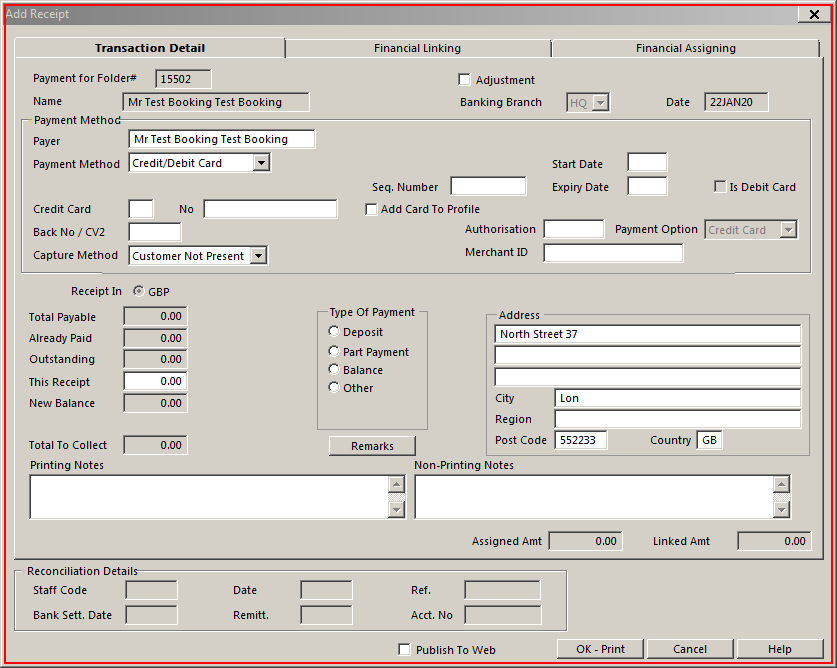 Add Receipt
Transaction Detail Financial Linking Financial Assigning
Payment for Folder# 15502 Adjustment
Name Mr Test Booking Test Booking Banking Branch HQ Date 22JAN20
Payment Method
Payer Mr Test Booking Test Booking
Payment Method Credit/Debit Card Start Date
Seq. Number Expiry Date Is Debit Card
Credit Card No Add Card To Profile
Back No / CV2 Authorisation Payment Option Credit Card
Capture Method Customer Not Present Merchant ID
Receipt In GBP
Total Payable 0.00
Already Paid 0.00
Outstanding 0.00
This Receipt 0.00
New Balance 0.00
Total To Collect 0.00
Type Of Payment
Deposit
Part Payment
Balance
Other
Remarks
Address
North Street 37
City Lon
Region
Post Code 552233 Country GB
Printing Notes Non-Printing Notes
Assigned Amt 0.00 Linked Amt 0.00
Reconciliation Details
Staff Code Date Ref.
Bank Sett. Date Remitt. Acct. No
Publish To Web OK - Print Cancel Help